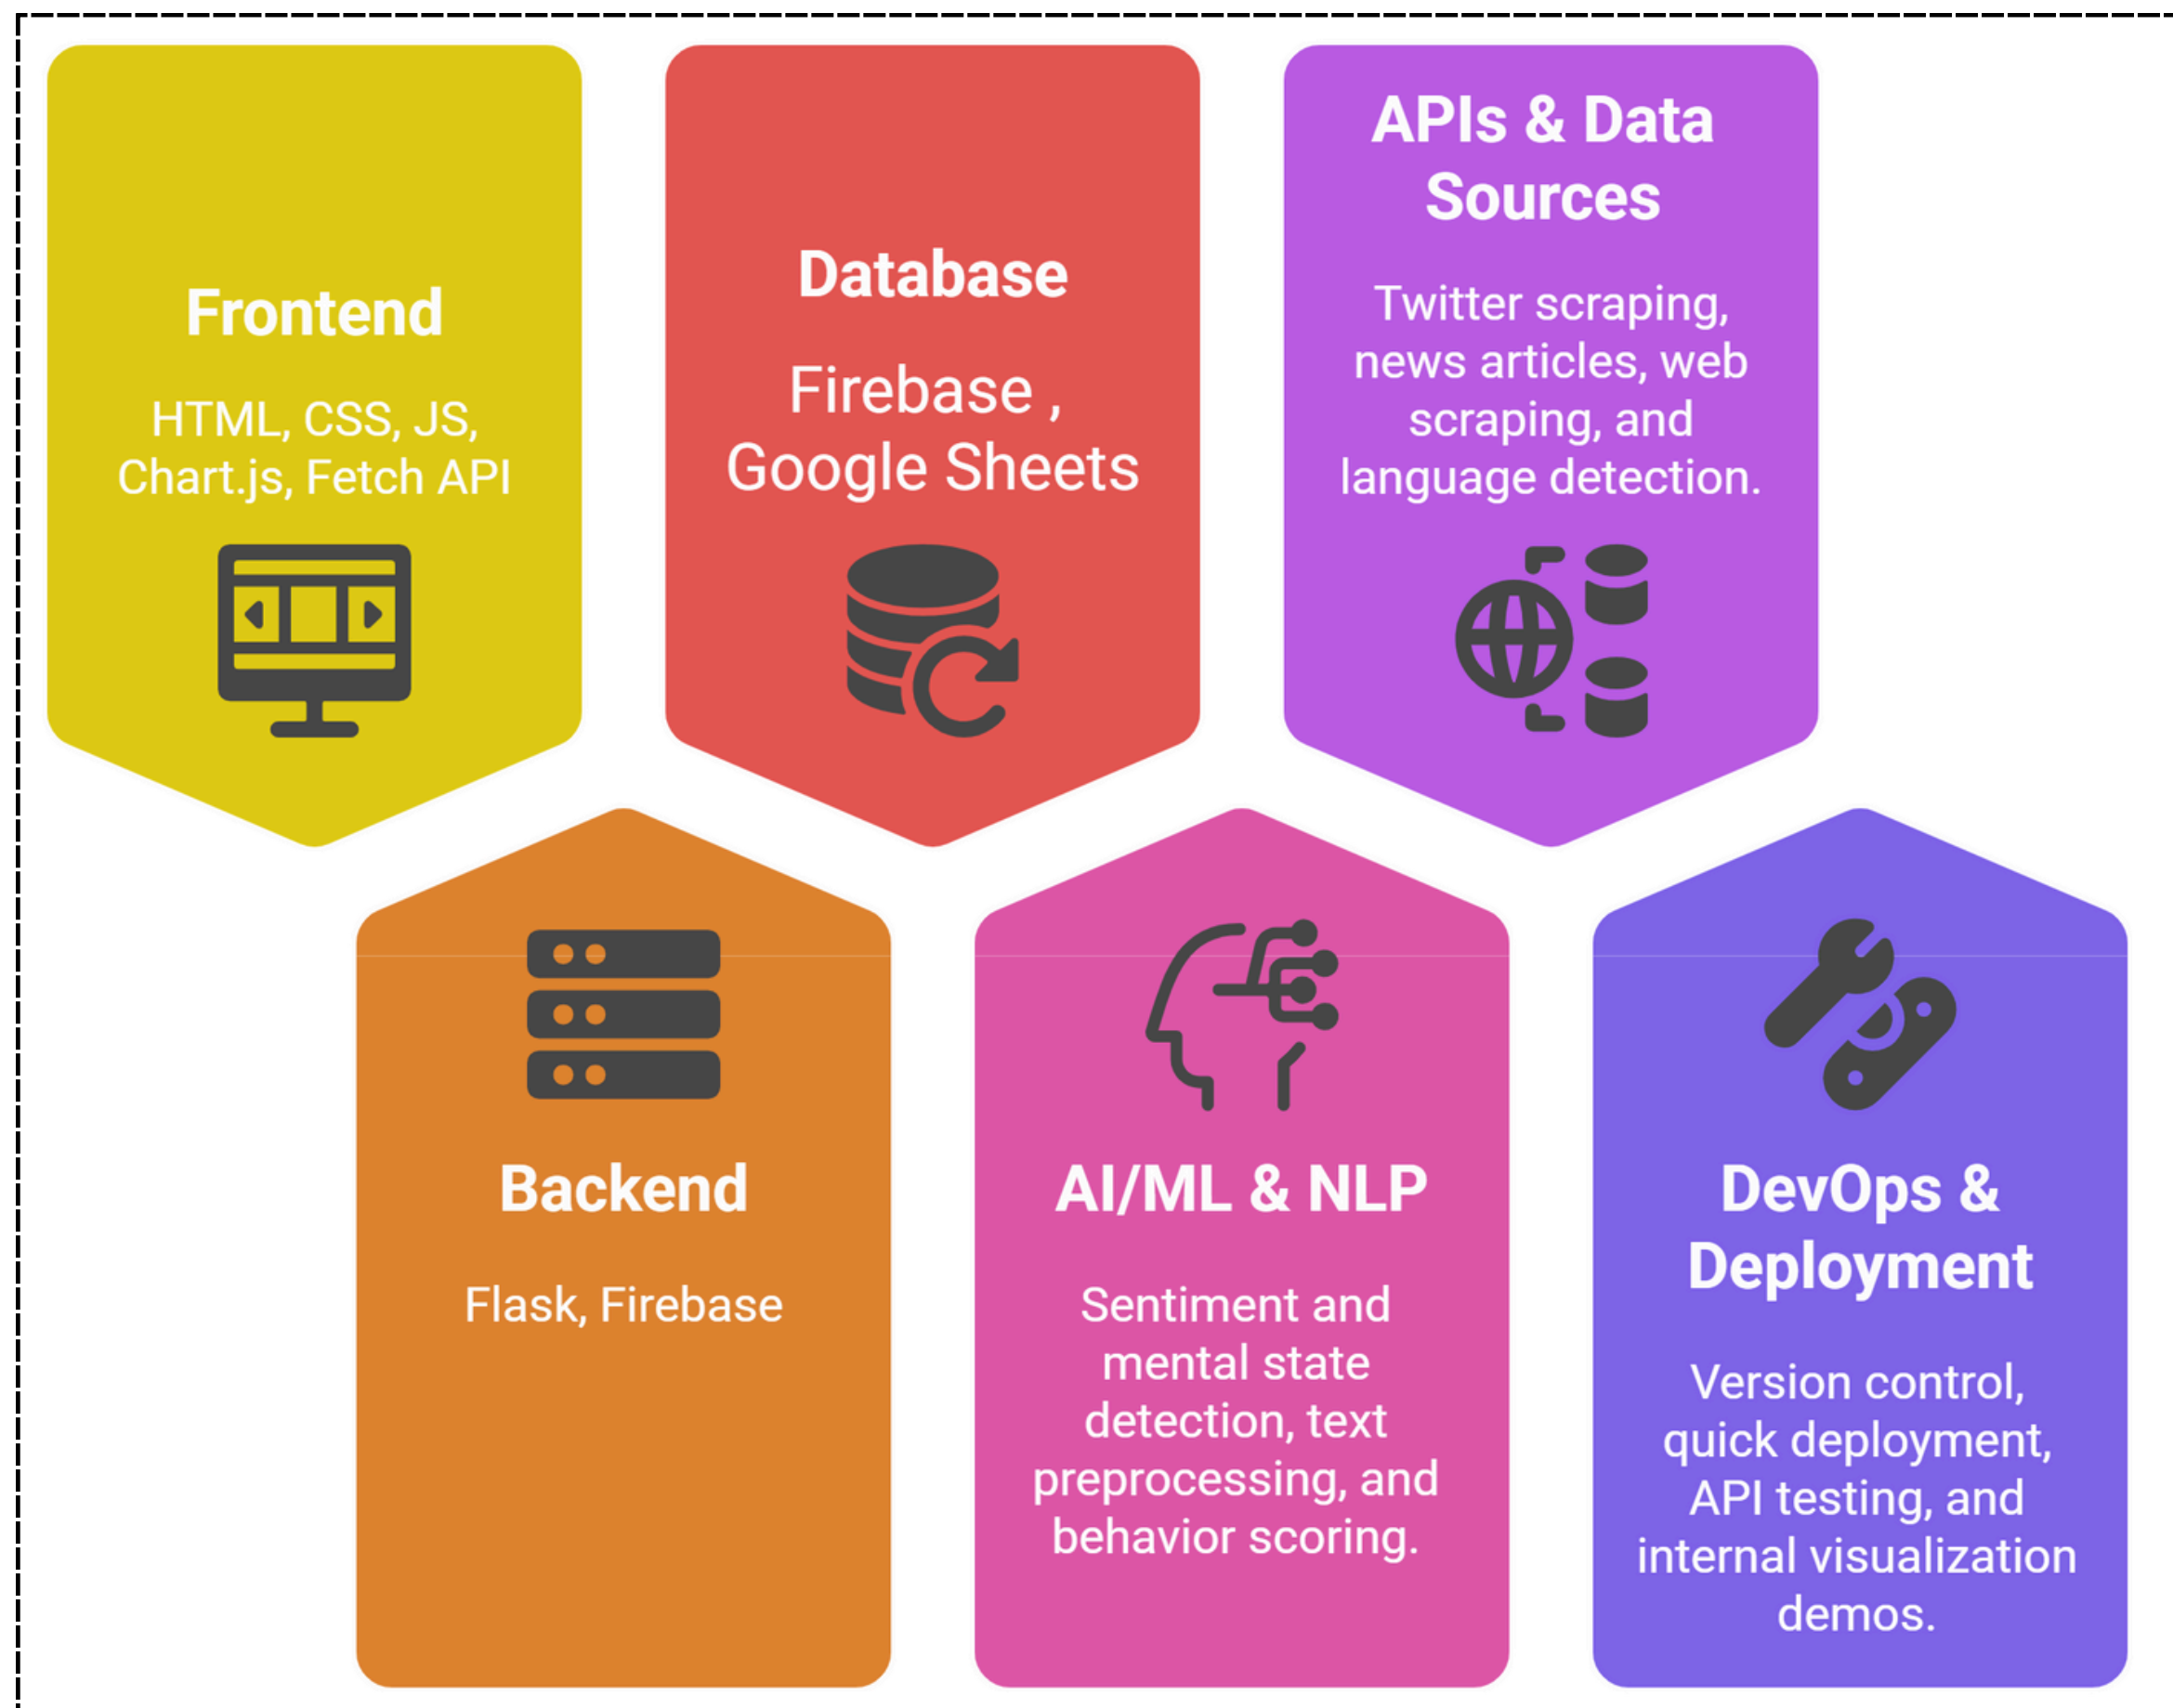 Frontend
HTML, CSS, JS,
Chart.js, Fetch API
Database
Firebase ,
Google Sheets
APIs & Data
Sources
Twitter scraping,
news articles, web
scraping, and
language detection.
Backend
Flask, Firebase
AI/ML & NLP
Sentiment and
mental state
detection, text
preprocessing, and
behavior scoring.
DevOps &
Deployment
Version control,
quick deployment,
API testing, and
internal visualization
demos.